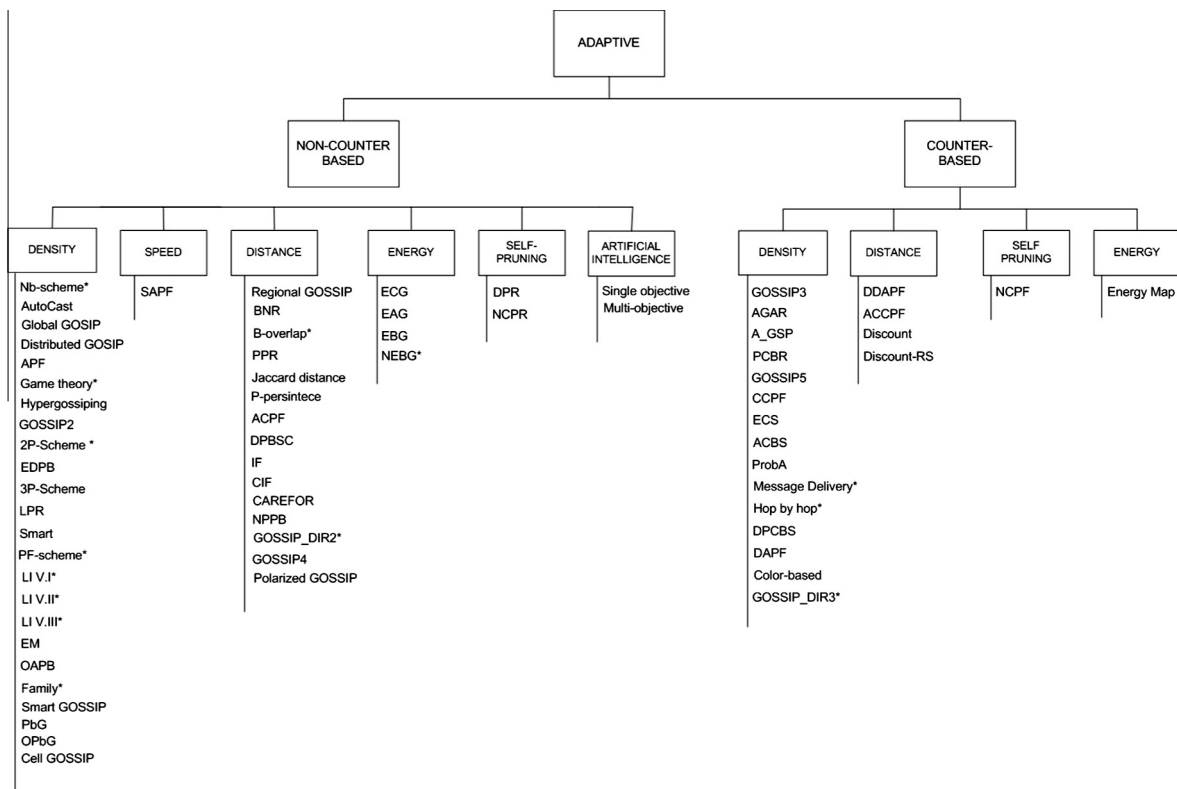 ADAPTIVE
NON-COUNTER
BASED
COUNTER-
BASED
DENSITY
Nb-scheme*
AutoCast
Global GOSIP
Distributed GOSIP
APF
Game theory*
Hypergossiping
GOSSIP2
2P-Scheme *
EDPB
3P-Scheme
LPR
Smart
PF-scheme*
LI V.I*
LI V.II*
LI V.III*
EM
OAPB
Family*
Smart GOSSIP
PbG
OPbG
Cell GOSSIP
SPEED
SAPF
DISTANCE
Regional GOSSIP
BNR
B-overlap*
PPR
Jaccard distance
P-persintece
ACPF
DPBSC
IF
CIF
CAREFOR
NPPB
GOSSIP_DIR2*
GOSSIP4
Polarized GOSSIP
ENERGY
ECG
EAG
EBG
NEBG*
SELF-
PRUNING
DPR
NCPR
ARTIFICIAL
INTELLIGENCE
Single objective
Multi-objective
DENSITY
GOSSIP3
AGAR
A_GSP
PCBR
GOSSIP5
CCPF
ECS
ACBS
ProbA
Message Delivery*
Hop by hop*
DPCBS
DAPF
Color-based
GOSSIP_DIR3*
DISTANCE
DDAPF
ACCPF
Discount
Discount-RS
SELF
PRUNING
NCPF
ENERGY
Energy Map